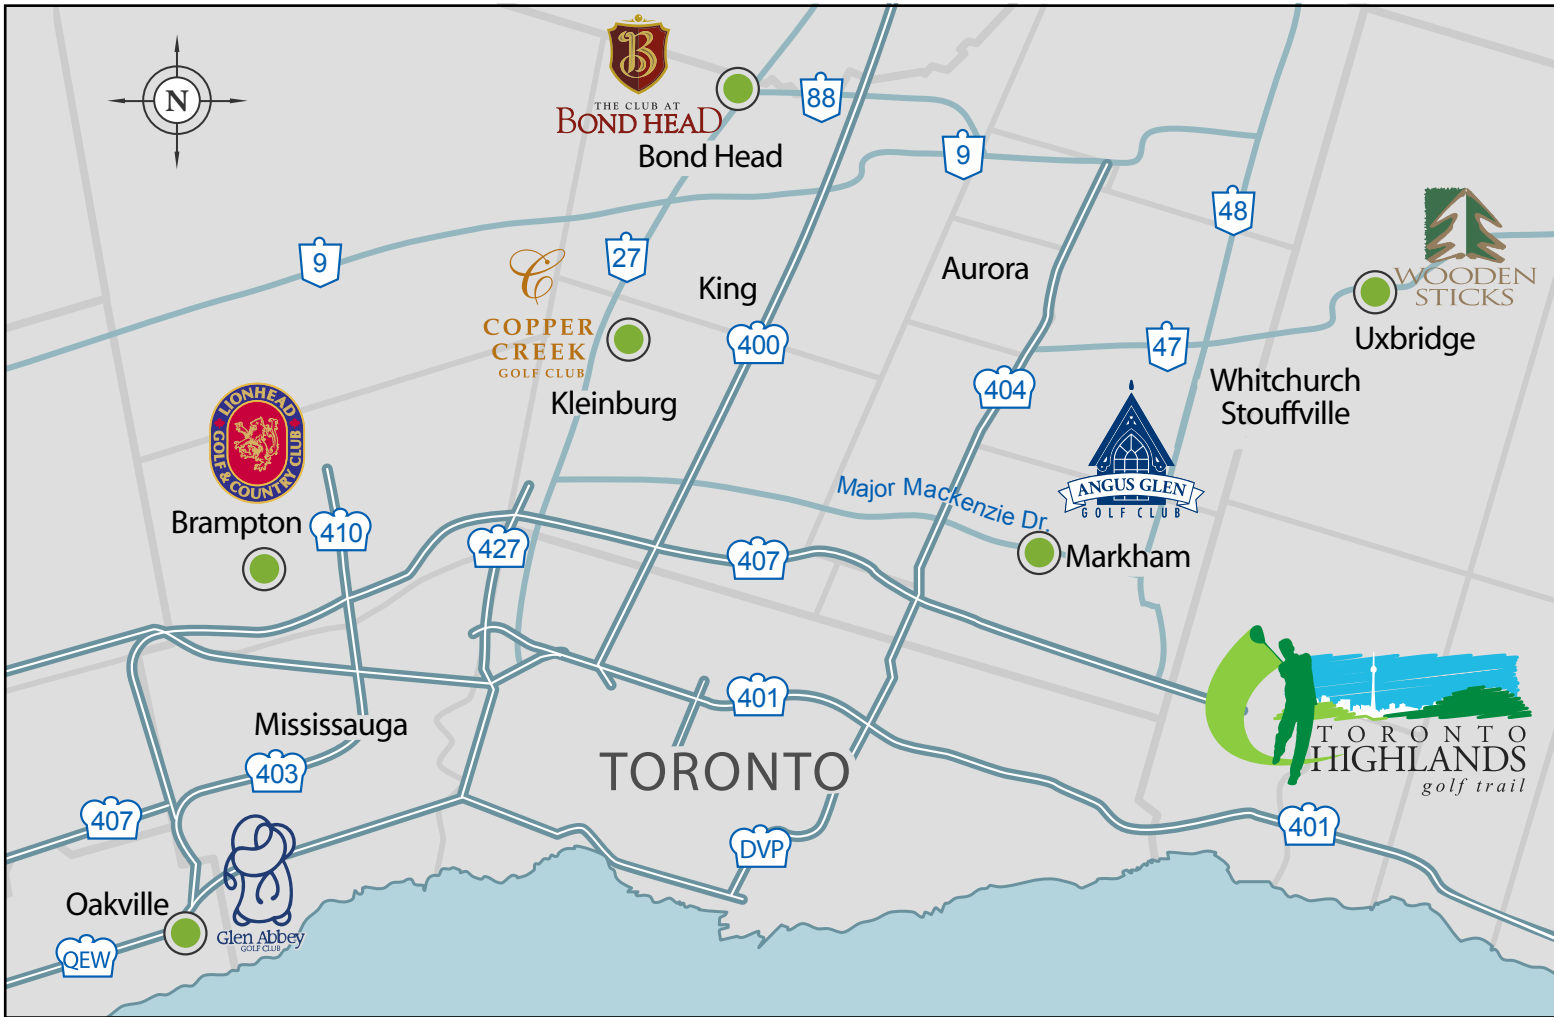 N
B
THE CLUB AT
BOND HEAD
Bond Head
88
9
48
9
27
C
COPPER
CREEK
GOLF CLUB
Kleinburg
King
400
Aurora
404
47
WOODEN
STICKS
Uxbridge
Whitchurch
Stouffville
LIONHEAD
GOLF & COUNTRY CLUB
Brampton
410
427
407
Major Mackenzie Dr.
ANGUS GLEN
GOLF CLUB
Markham
Mississauga
403
407
401
TORONTO
DVP
TORONTO
HIGHLANDS
golf trail
401
Oakville
Glen Abbey
GOLF CLUB
QEW